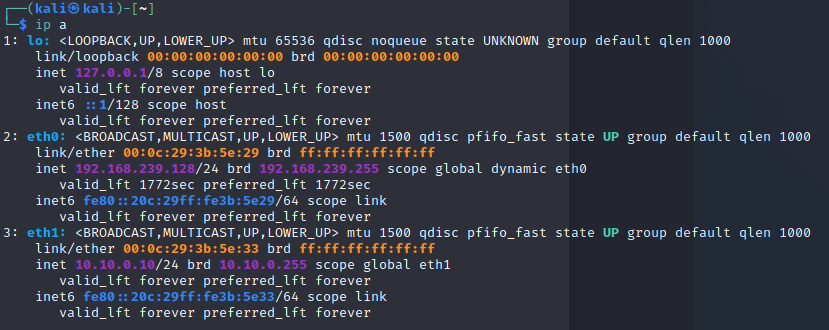 ┌──(kali㉿kali)-[~]
└─$ ip a
1: lo: <LOOPBACK,UP,LOWER_UP> mtu 65536 qdisc noqueue state UNKNOWN group default qlen 1000
    link/loopback 00:00:00:00:00:00 brd 00:00:00:00:00:00
    inet 127.0.0.1/8 scope host lo
       valid_lft forever preferred_lft forever
    inet6 ::1/128 scope host
       valid_lft forever preferred_lft forever
2: eth0: <BROADCAST,MULTICAST,UP,LOWER_UP> mtu 1500 qdisc pfifo_fast state UP group default qlen 1000
    link/ether 00:0c:29:3b:5e:29 brd ff:ff:ff:ff:ff:ff
    inet 192.168.239.128/24 brd 192.168.239.255 scope global dynamic eth0
       valid_lft 1772sec preferred_lft 1772sec
    inet6 fe80::20c:29ff:fe3b:5e29/64 scope link
       valid_lft forever preferred_lft forever
3: eth1: <BROADCAST,MULTICAST,UP,LOWER_UP> mtu 1500 qdisc pfifo_fast state UP group default qlen 1000
    link/ether 00:0c:29:3b:5e:33 brd ff:ff:ff:ff:ff:ff
    inet 10.10.0.10/24 brd 10.10.0.255 scope global eth1
       valid_lft forever preferred_lft forever
    inet6 fe80::20c:29ff:fe3b:5e33/64 scope link
       valid_lft forever preferred_lft forever